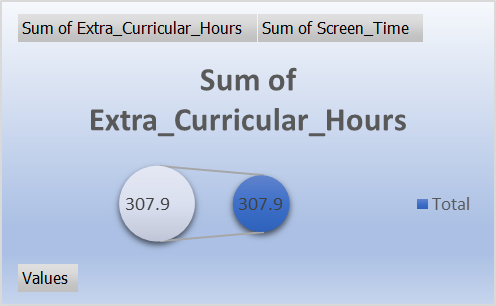 Sum of Extra_Curricular_Hours Sum of Screen_Time
Sum of
Extra_Curricular_Hours
307.9 307.9
Total
Values